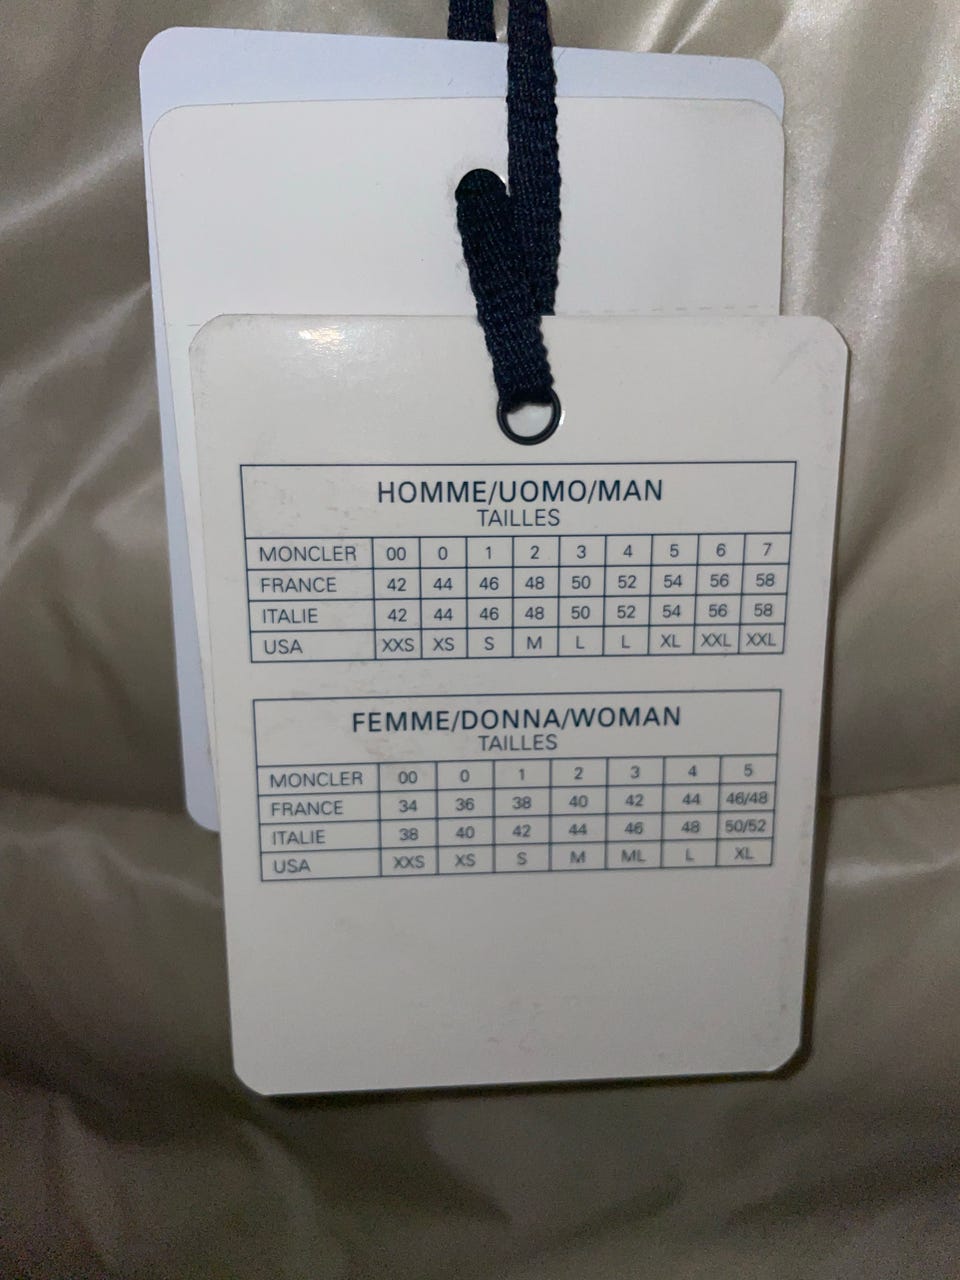 HOMME/UOMO/MAN
TAILLES
MONCLER 00 0 1 2 3 4 5 6 7
FRANCE 42 44 46 48 50 52 54 56 58
ITALIE 42 44 46 48 50 52 54 56 58
USA XXS XS S M L L XL XXL XXL
FEMME/DONNA/WOMAN
TAILLES
MONCLER 00 0 1 2 3 4 5
FRANCE 34 36 38 40 42 44 46/48
ITALIE 38 40 42 44 46 48 50/52
USA XXS XS S M ML L XL